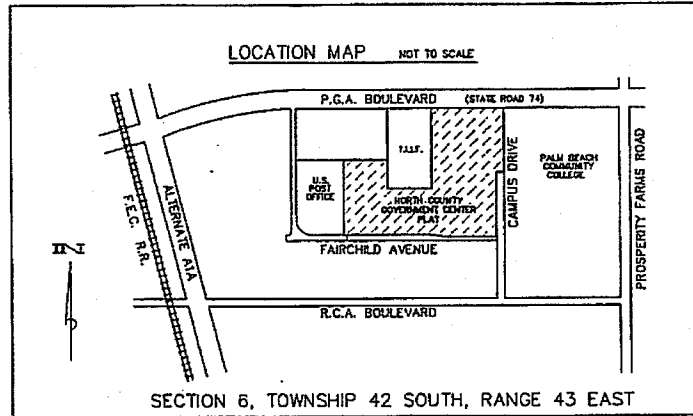 LOCATION MAP NOT TO SCALE
P.G.A. BOULEVARD (STATE ROAD 74)
T.I.I.F.
U.S.
POST
OFFICE
NORTH COUNTY
GOVERNMENT CENTER
PLAT
CAMPUS DRIVE
PALM BEACH
COMMUNITY
COLLEGE
PROSPERITY FARMS ROAD
ALTERNATE A1A
F.E.C. R.R.
FAIRCHILD AVENUE
R.C.A. BOULEVARD
SECTION 6, TOWNSHIP 42 SOUTH, RANGE 43 EAST